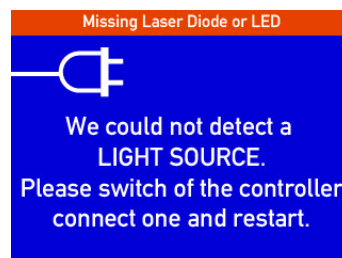 Missing Laser Diode or LED
We could not detect a
LIGHT SOURCE.
Please switch of the controller
connect one and restart.